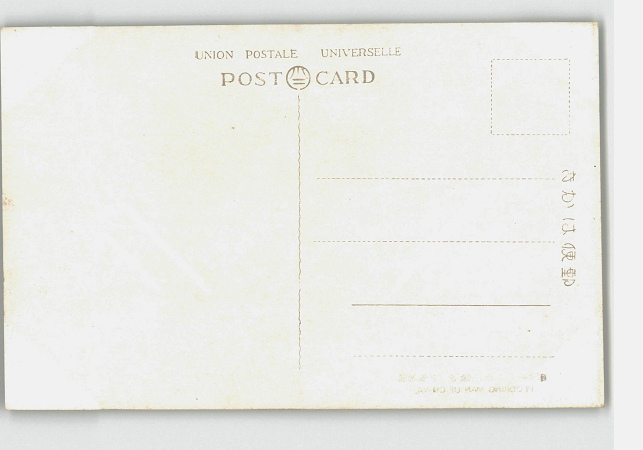 UNION POSTALE UNIVERSELLE
POST CARD
きかは便郵